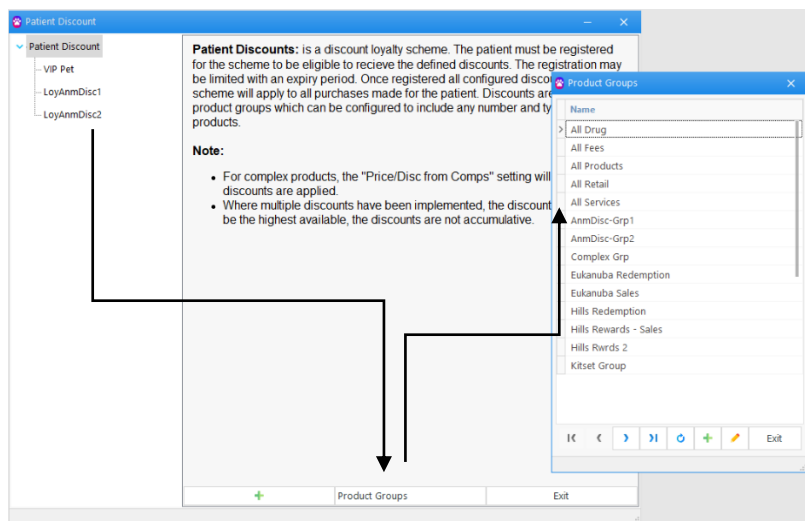 Patient Discount
Patient Discount
VIP Pet
LoyAnmDisc1
LoyAnmDisc2
Patient Discounts: is a discount loyalty scheme. The patient must be registered
for the scheme to be eligible to recieve the defined discounts. The registration may
be limited with an expiry period. Once registered all configured disco
scheme will apply to all purchases made for the patient. Discounts are
product groups which can be configured to include any number and ty
products.
Note:
• For complex products, the "Price/Disc from Comps" setting will
discounts are applied.
• Where multiple discounts have been implemented, the discount
be the highest available, the discounts are not accumulative.
+ Product Groups Exit
Product Groups
Name
All Drug
All Fees
All Products
All Retail
All Services
AnmDisc-Grp1
AnmDisc-Grp2
Complex Grp
Eukanuba Redemption
Eukanuba Sales
Hills Redemption
Hills Rewards - Sales
Hills Rwrds 2
Kitset Group
Exit